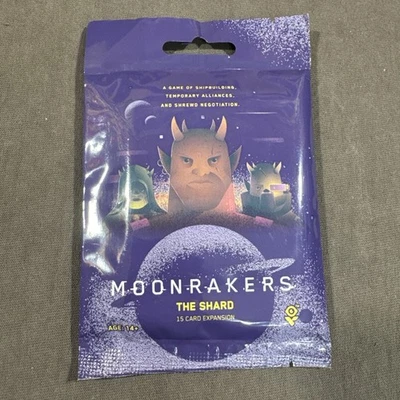 A GAME OF SHIPBUILDING,
TEMPORARY ALLIANCES,
AND SHREWD NEGOTIATION.
MOONRAKERS
THE SHARD
15 CARD EXPANSION
AGE: 14+